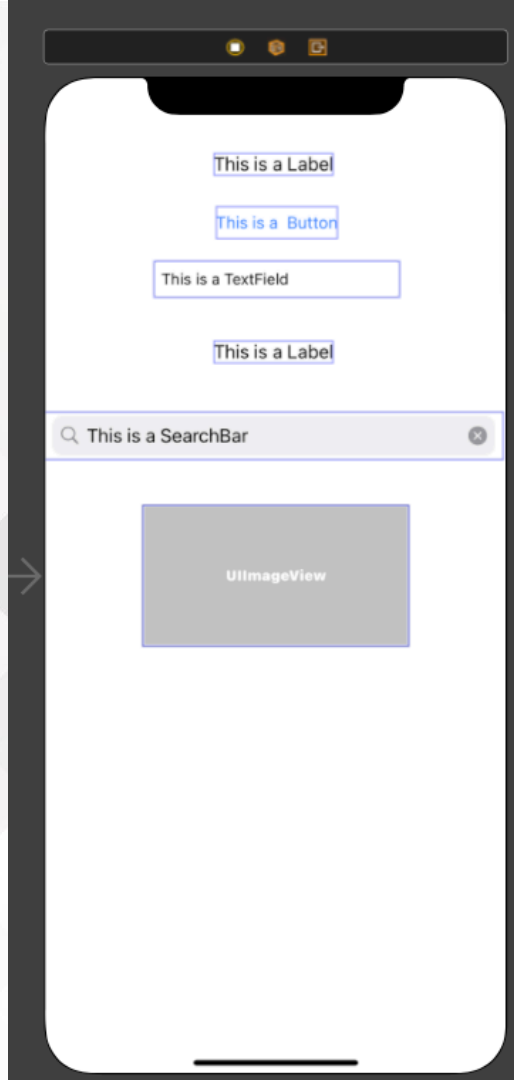 This is a Label
This is a  Button
This is a TextField
This is a Label
This is a SearchBar
UIImageView